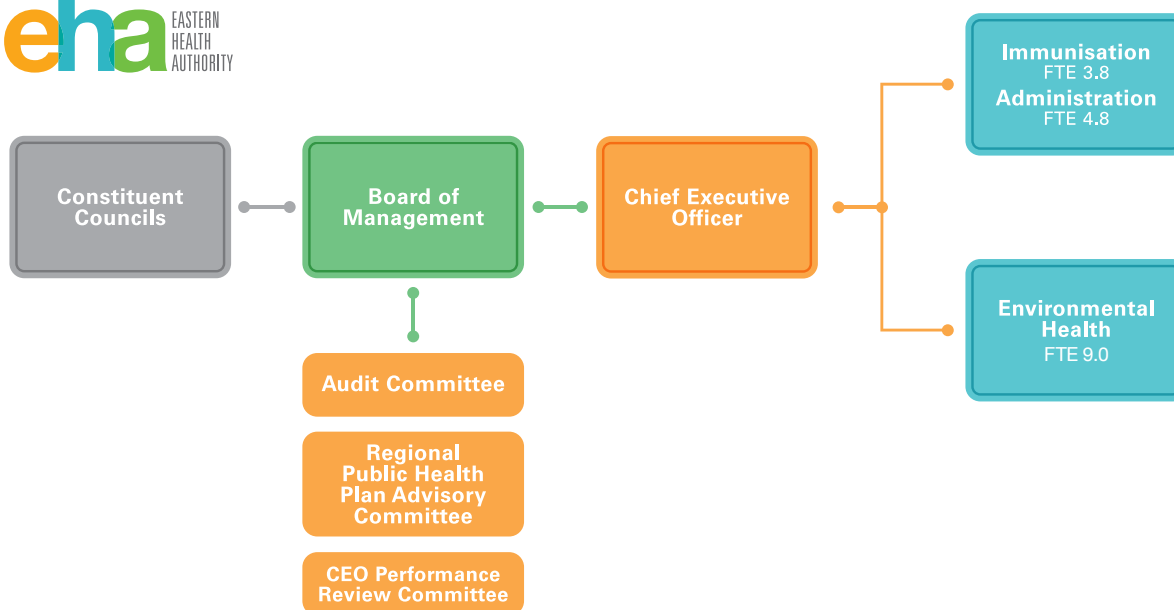 eha
EASTERN
HEALTH
AUTHORITY
Constituent
Councils
Board of
Management
Chief Executive
Officer
Immunisation
FTE 3.8
Administration
FTE 4.8
Environmental
Health
FTE 9.0
Audit Committee
Regional
Public Health
Plan Advisory
Committee
CEO Performance
Review Committee